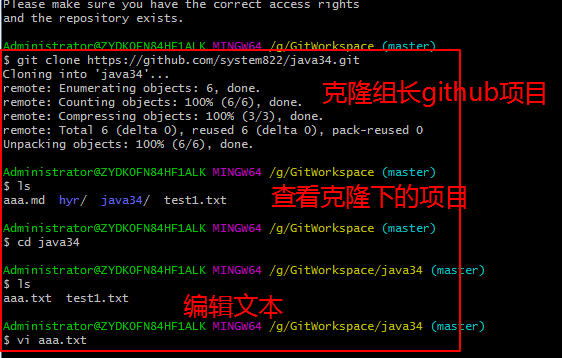 Please make sure you have the correct access rights
and the repository exists.
Administrator@ZYDKOFN84HF1ALK MINGW64 /g/GitWorkspace (master)
$ git clone https://github.com/system822/java34.git
Cloning into 'java34'...
remote: Enumerating objects: 6, done.
remote: Counting objects: 100% (6/6), done.
remote: Compressing objects: 100% (3/3), done.
remote: Total 6 (delta 0), reused 6 (delta 0), pack-reused 0
Unpacking objects: 100% (6/6), done.
克隆组长github项目
Administrator@ZYDKOFN84HF1ALK MINGW64 /g/GitWorkspace (master)
$ ls
aaa.md hyr/ java34/ test1.txt
查看克隆下的项目
Administrator@ZYDKOFN84HF1ALK MINGW64 /g/GitWorkspace (master)
$ cd java34
Administrator@ZYDKOFN84HF1ALK MINGW64 /g/GitWorkspace/java34 (master)
$ ls
aaa.txt test1.txt
编辑文本
Administrator@ZYDKOFN84HF1ALK MINGW64 /g/GitWorkspace/java34 (master)
$ vi aaa.txt